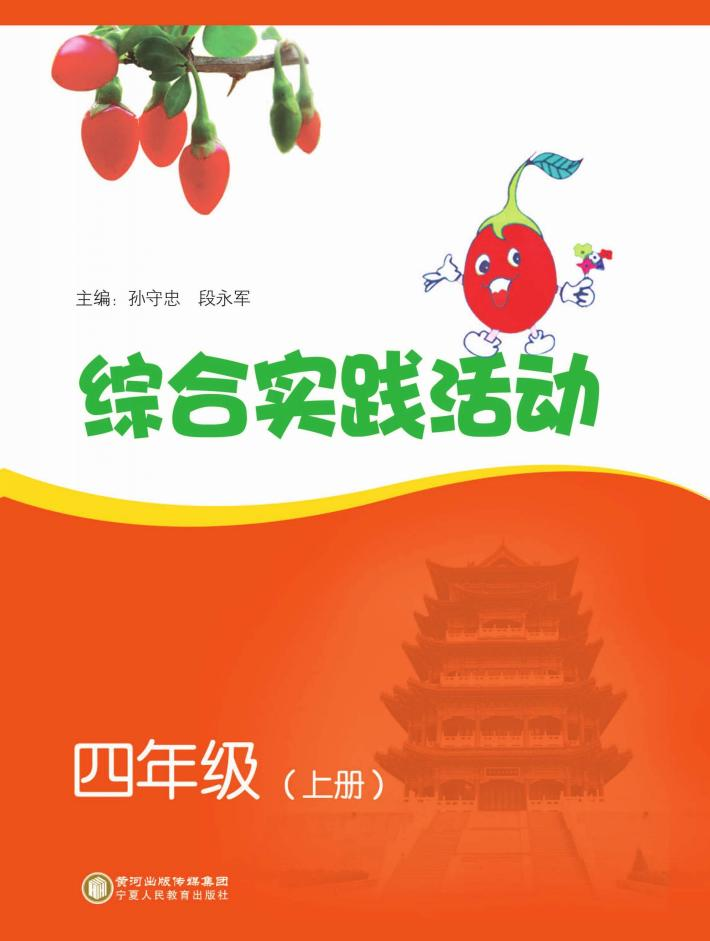 主编：孙守忠　段永军
综合实践活动
四年级（上册）
黄河出版传媒集团
宁夏人民教育出版社